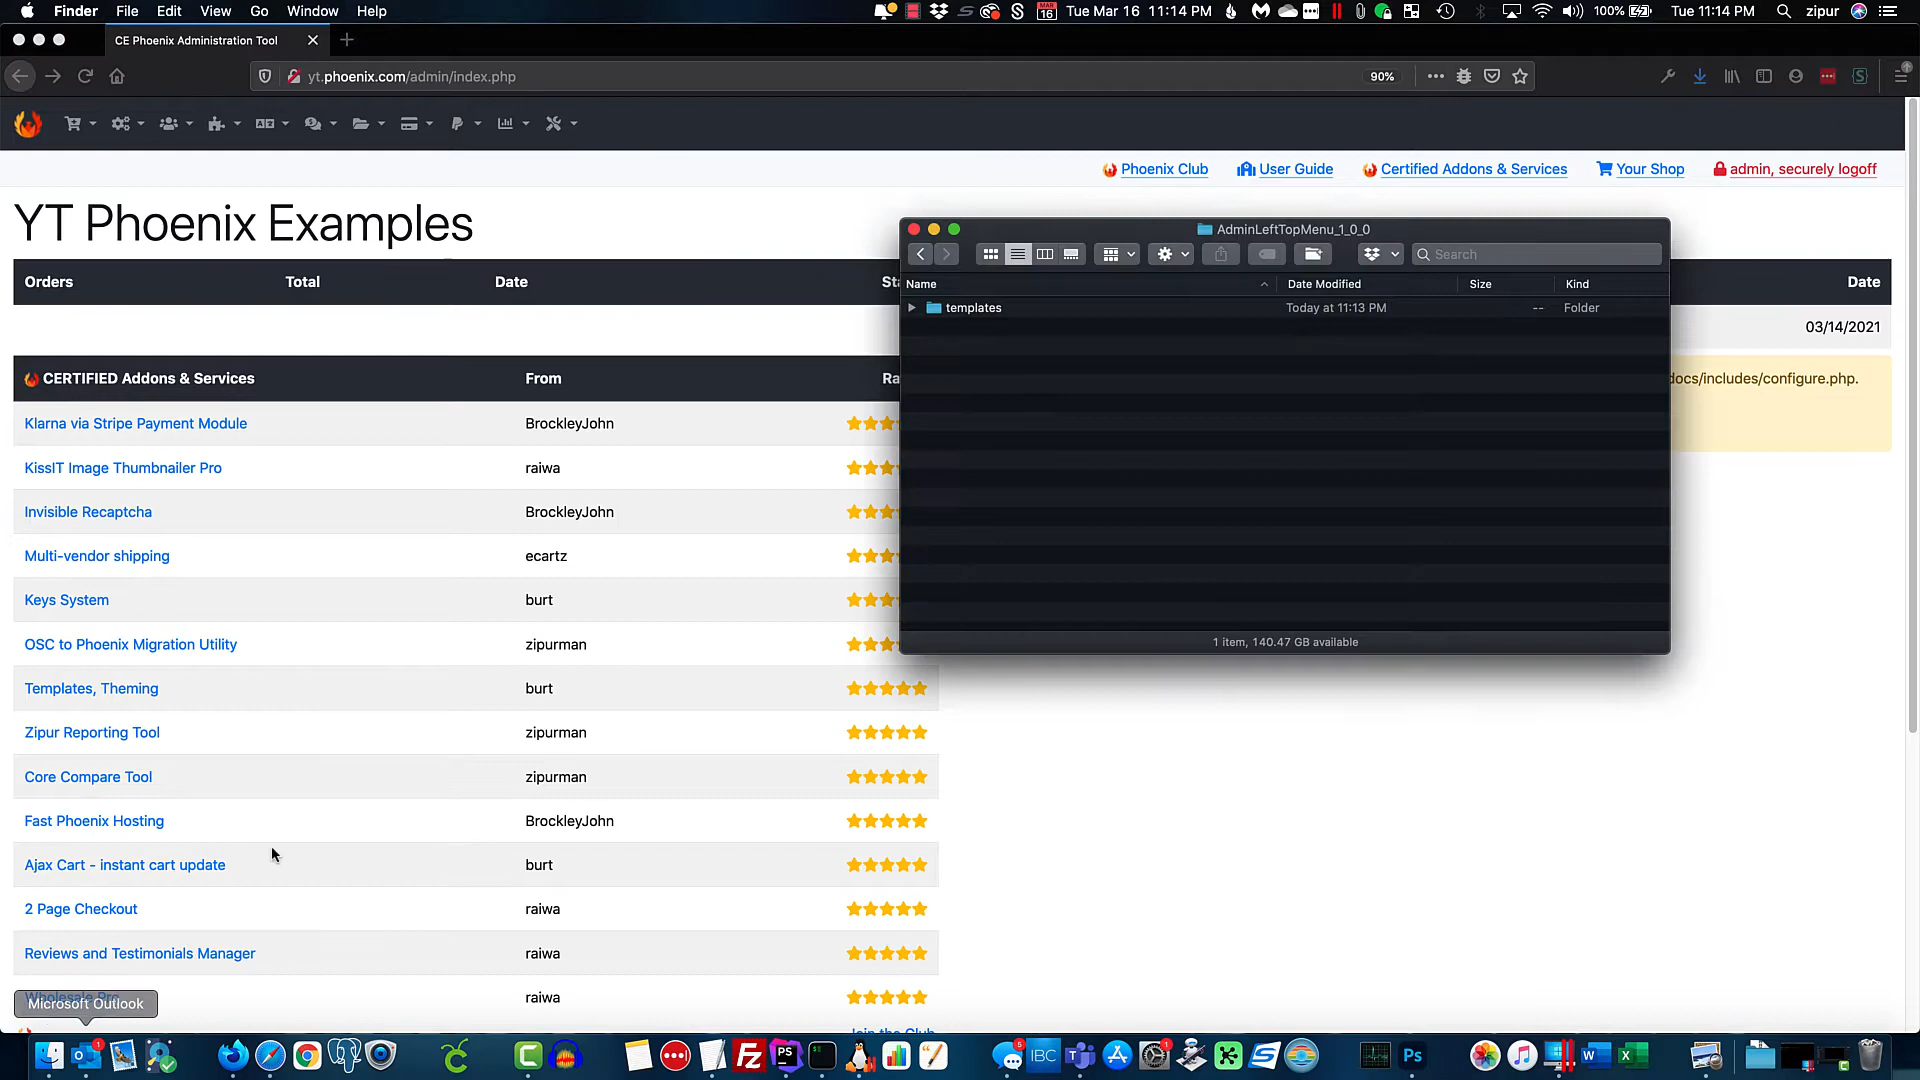 Finder File Edit View Go Window Help
MAR 16 Tue Mar 16 11:14 PM 100% Tue 11:14 PM zipur
CE Phoenix Administration Tool
yt.phoenix.com/admin/index.php 90%
Phoenix Club User Guide Certified Addons & Services Your Shop admin, securely logoff
YT Phoenix Examples
AdminLeftTopMenu_1_0_0
Search
Orders Total Date Date
Name Date Modified Size Kind
templates Today at 11:13 PM -- Folder
03/14/2021
CERTIFIED Addons & Services From Ra
docs/includes/configure.php.
Klarna via Stripe Payment Module BrockleyJohn
KissIT Image Thumbnailer Pro raiwa
Invisible Recaptcha BrockleyJohn
Multi-vendor shipping ecartz
Keys System burt
OSC to Phoenix Migration Utility zipurman
1 item, 140.47 GB available
Templates, Theming burt
Zipur Reporting Tool zipurman
Core Compare Tool zipurman
Fast Phoenix Hosting BrockleyJohn
Ajax Cart - instant cart update burt
2 Page Checkout raiwa
Reviews and Testimonials Manager raiwa
raiwa
Microsoft Outlook
Join the Club